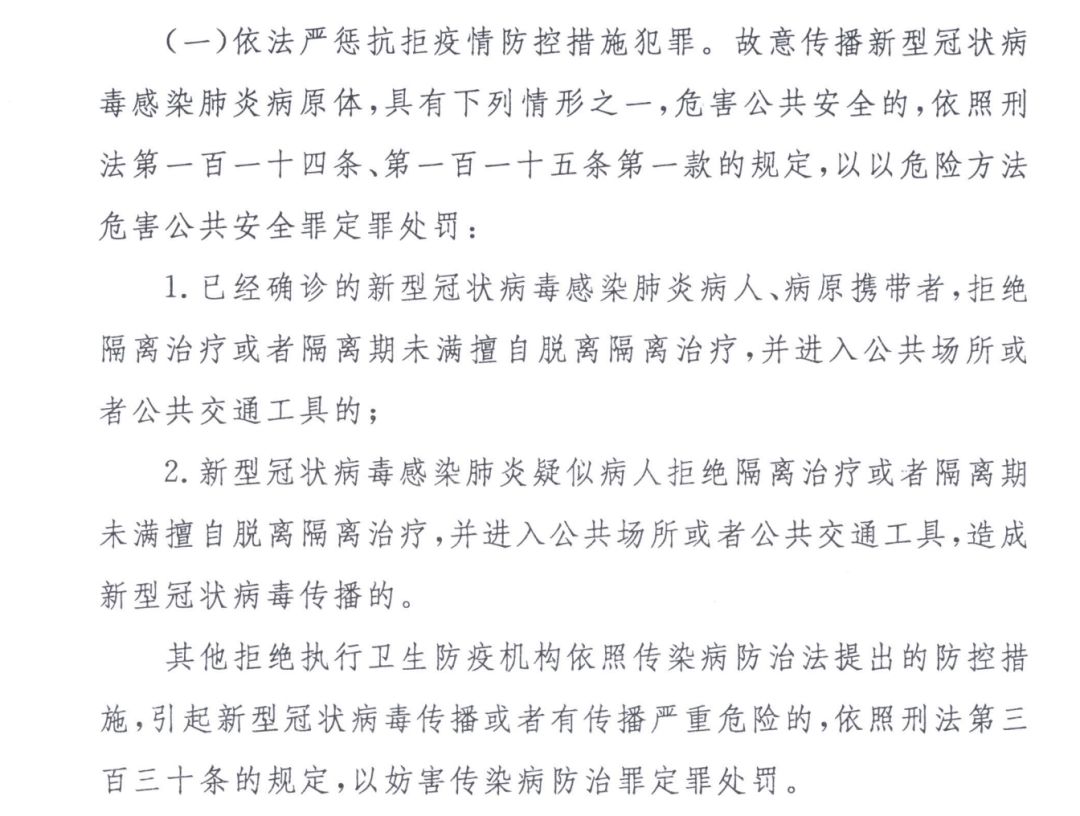 (一)依法严惩抗拒疫情防控措施犯罪。故意传播新型冠状病
毒感染肺炎病原体,具有下列情形之一,危害公共安全的,依照刑
法第一百一十四条、第一百一十五条第一款的规定,以以危险方法
危害公共安全罪定罪处罚:
1.已经确诊的新型冠状病毒感染肺炎病人、病原携带者,拒绝
隔离治疗或者隔离期未满擅自脱离隔离治疗,并进入公共场所或
者公共交通工具的;
2.新型冠状病毒感染肺炎疑似病人拒绝隔离治疗或者隔离期
未满擅自脱离隔离治疗,并进入公共场所或者公共交通工具,造成
新型冠状病毒传播的。
其他拒绝执行卫生防疫机构依照传染病防治法提出的防控措
施,引起新型冠状病毒传播或者有传播严重危险的,依照刑法第三
百三十条的规定,以妨害传染病防治罪定罪处罚。